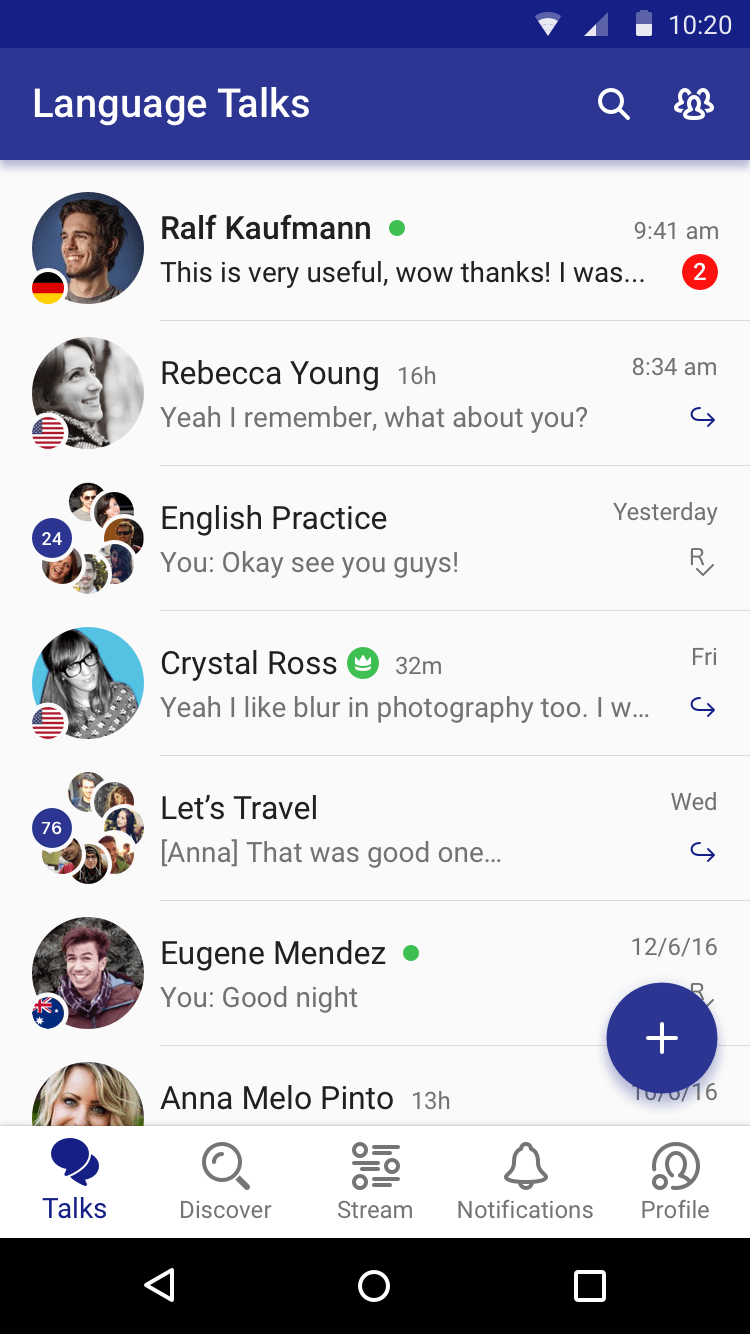 10:20
Language Talks
Ralf Kaufmann 9:41 am
This is very useful, wow thanks! I was... 2
Rebecca Young 16h 8:34 am
Yeah I remember, what about you?
English Practice Yesterday
24
You: Okay see you guys! R
Crystal Ross 32m Fri
Yeah I like blur in photography too. I w...
Let’s Travel Wed
76
[Anna] That was good one...
Eugene Mendez 12/6/16
You: Good night R
Anna Melo Pinto 13h
Talks Discover Stream Notifications Profile